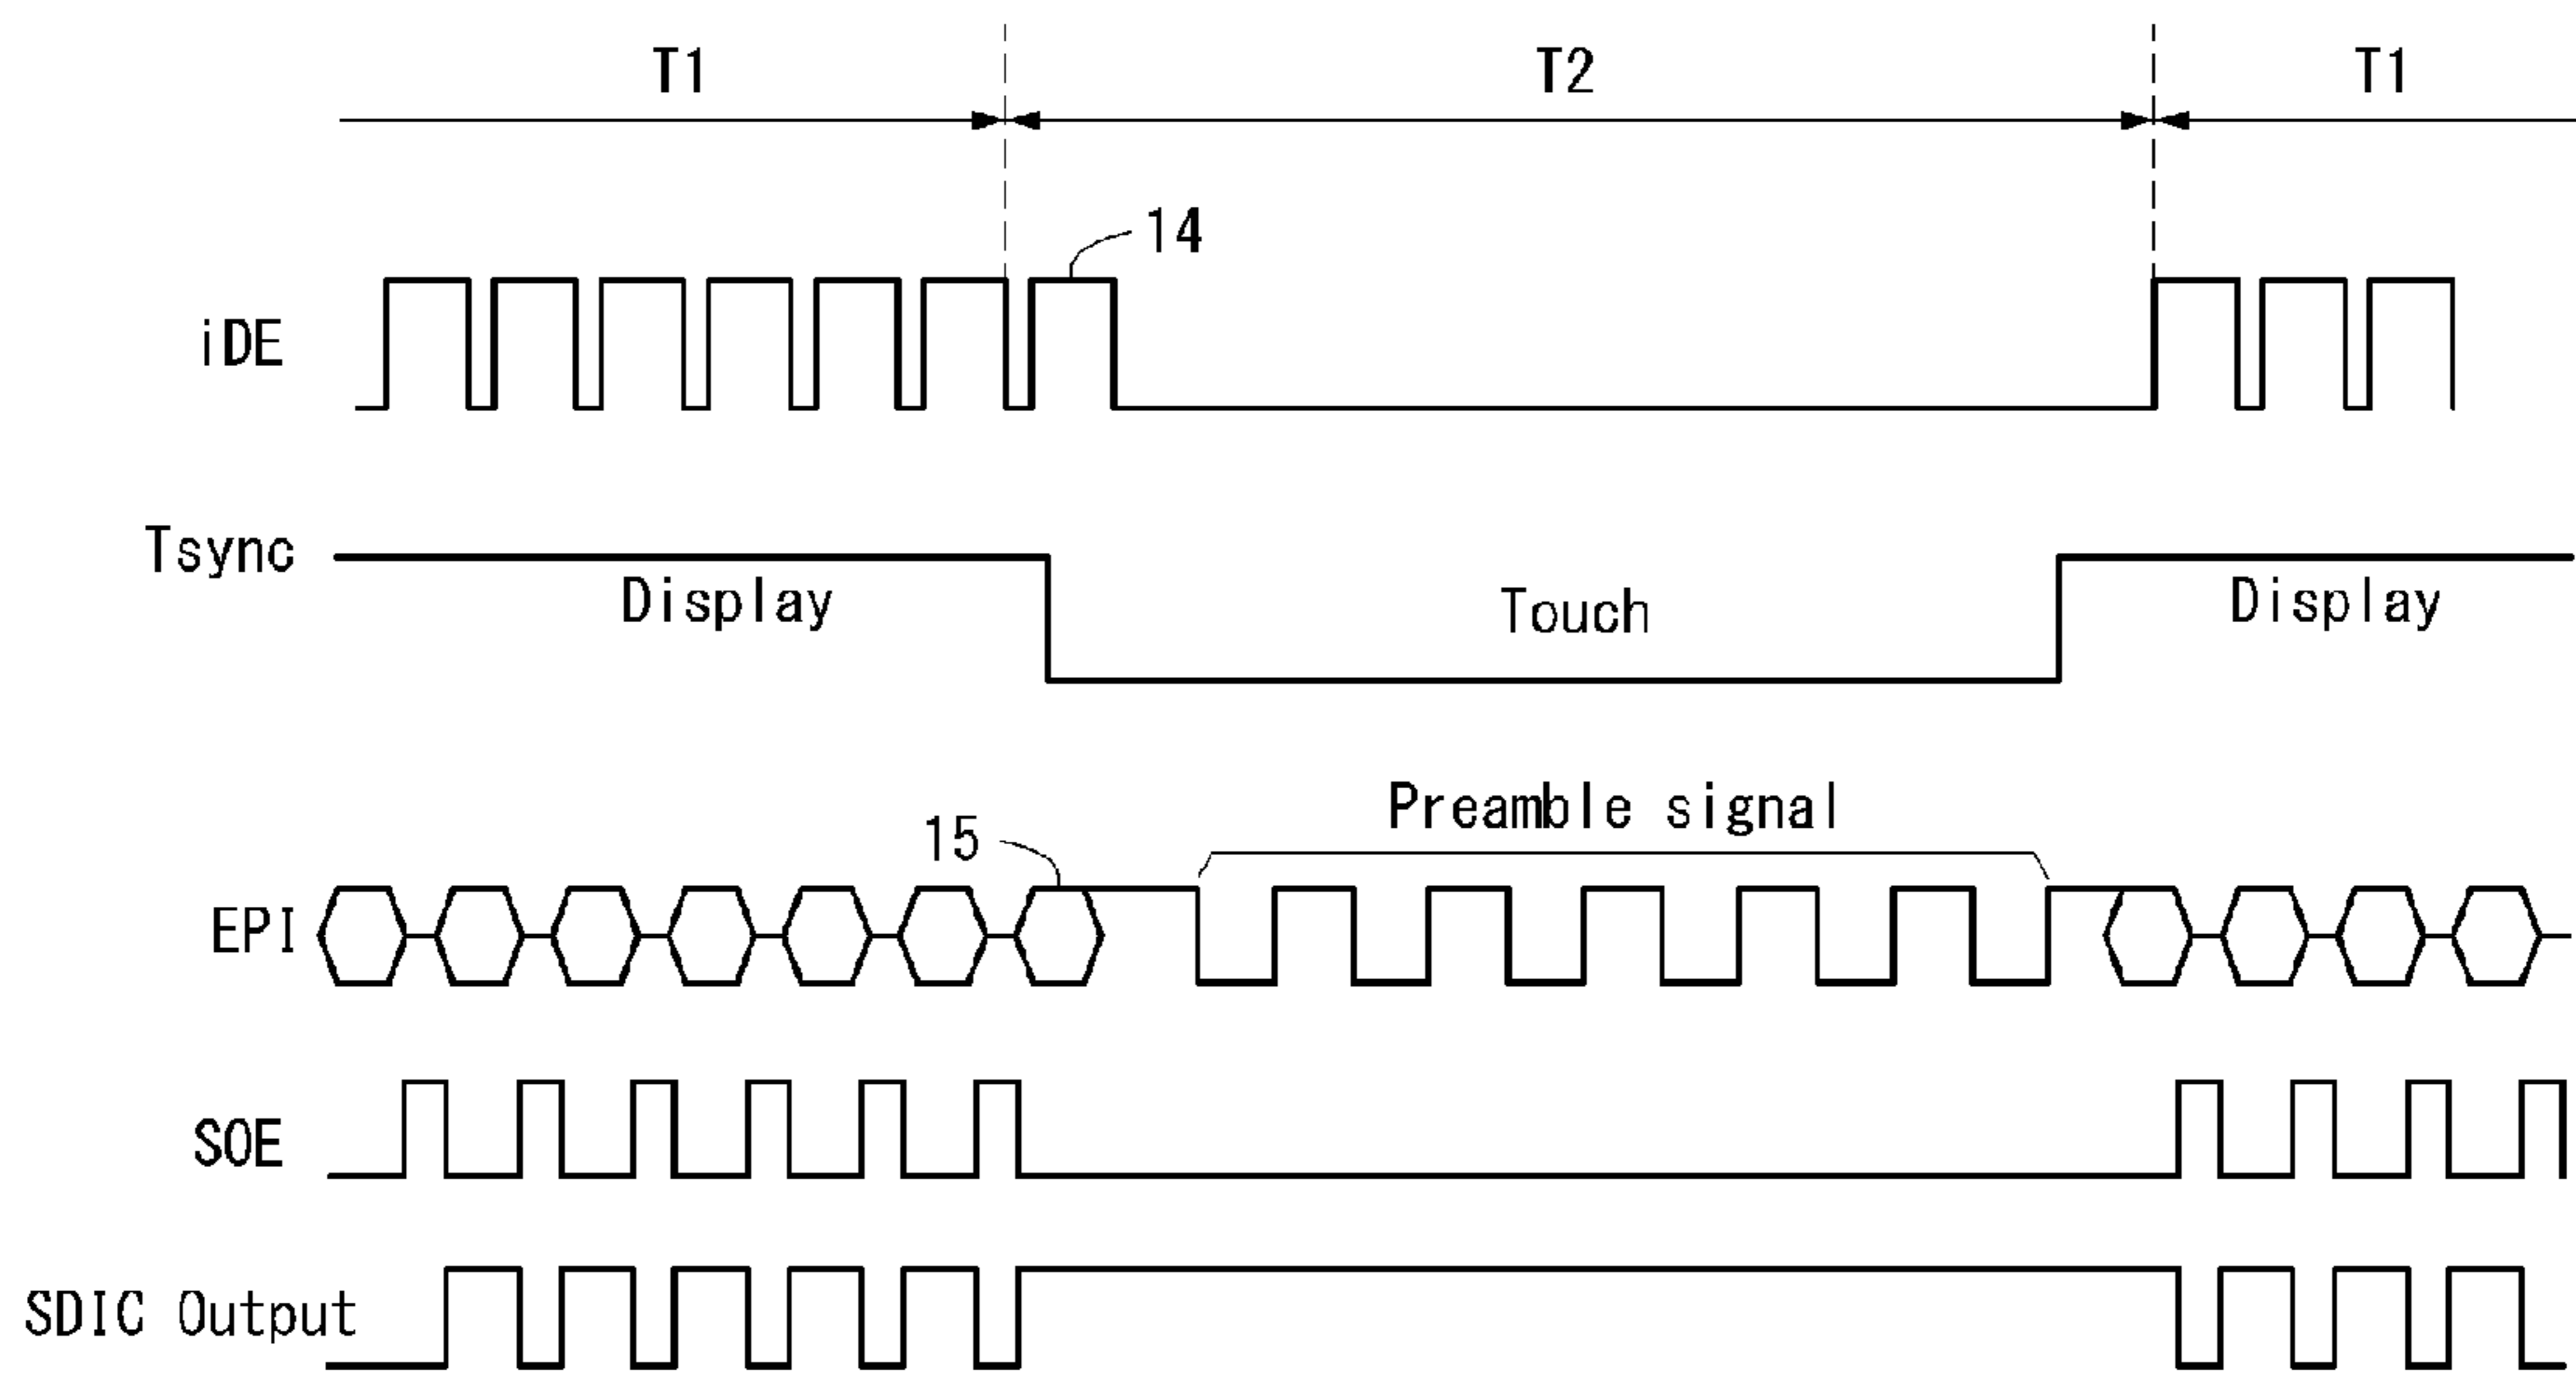 T1 T2 T1
14
iDE
Tsync
Display Touch Display
Preamble signal
15
EPI
SOE
SDIC Output